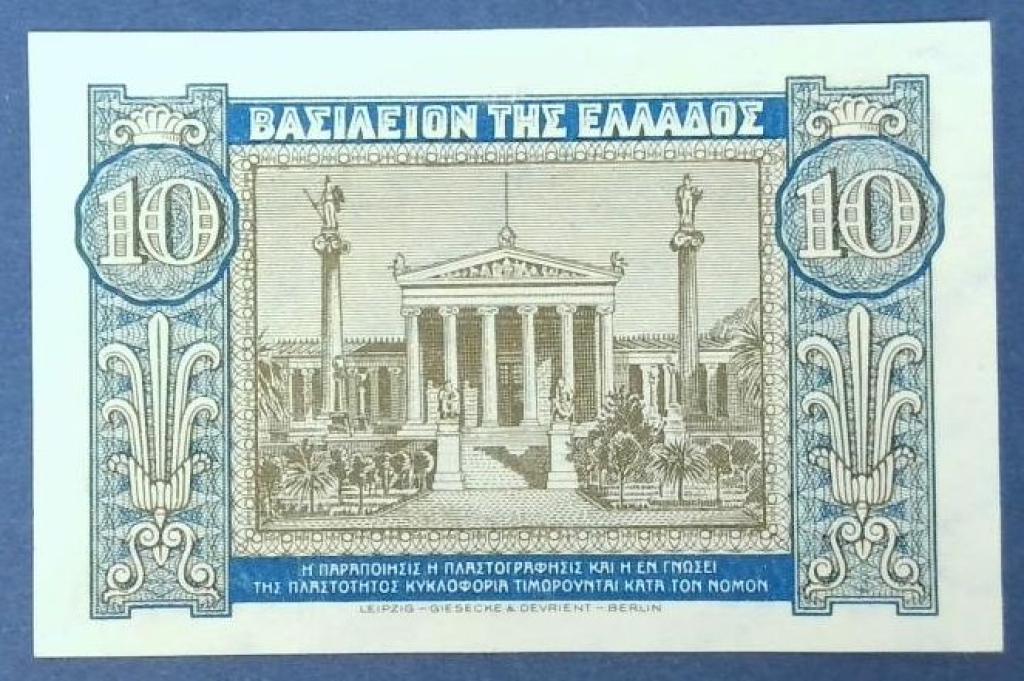 ΒΑΣΙΛΕΙΟΝ ΤΗΣ ΕΛΛΑΔΟΣ
10 10
Η ΠΑΡΑΠΟΙΗΣΙΣ Η ΠΛΑΣΤΟΓΡΑΦΗΣΙΣ ΚΑΙ Η ΕΝ ΓΝΩΣΕΙ
ΤΗΣ ΠΛΑΣΤΟΤΗΤΟΣ ΚΥΚΛΟΦΟΡΙΑ ΤΙΜΩΡΟΥΝΤΑΙ ΚΑΤΑ ΤΟΝ ΝΟΜΟΝ
LEIPZIG – GIESECKE & DEVRIENT – BERLIN